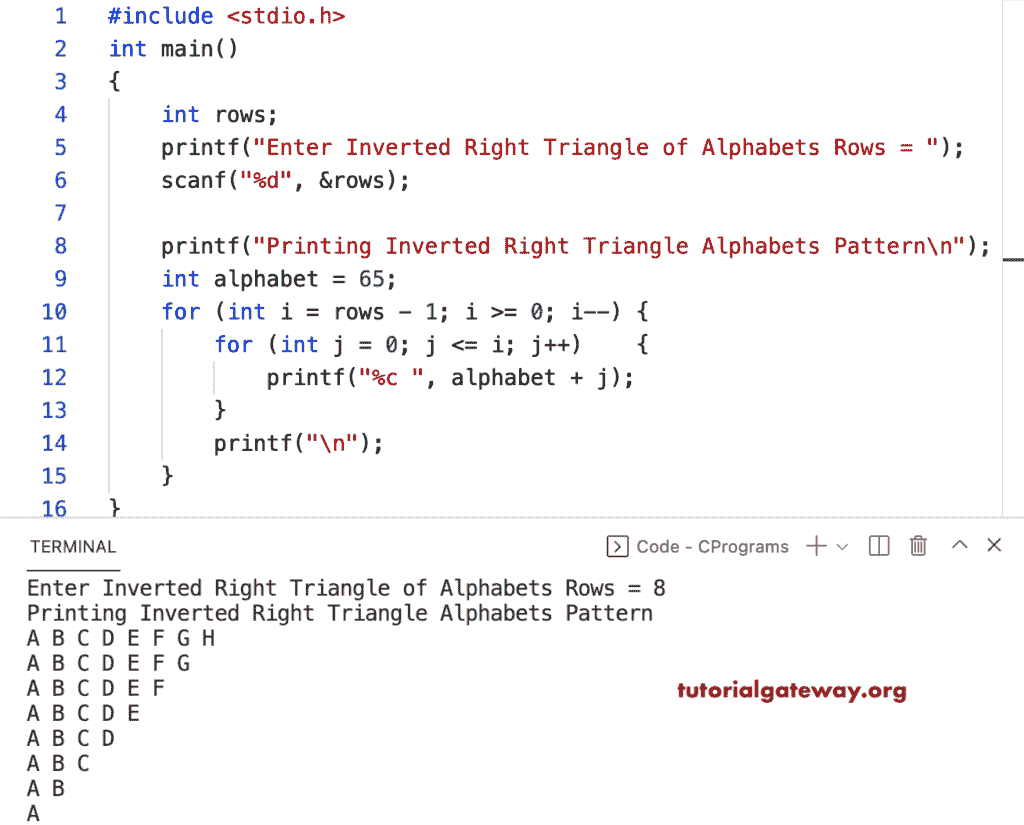 1 #include <stdio.h>
2 int main()
3 {
4     int rows;
5     printf("Enter Inverted Right Triangle of Alphabets Rows = ");
6     scanf("%d", &rows);
7
8     printf("Printing Inverted Right Triangle Alphabets Pattern\n");
9     int alphabet = 65;
10     for (int i = rows - 1; i >= 0; i--) {
11         for (int j = 0; j <= i; j++)    {
12             printf("%c ", alphabet + j);
13         }
14         printf("\n");
15     }
16 }
TERMINAL Code - CPrograms
Enter Inverted Right Triangle of Alphabets Rows = 8
Printing Inverted Right Triangle Alphabets Pattern
A B C D E F G H
A B C D E F G
A B C D E F
tutorialgateway.org
A B C D E
A B C D
A B C
A B
A